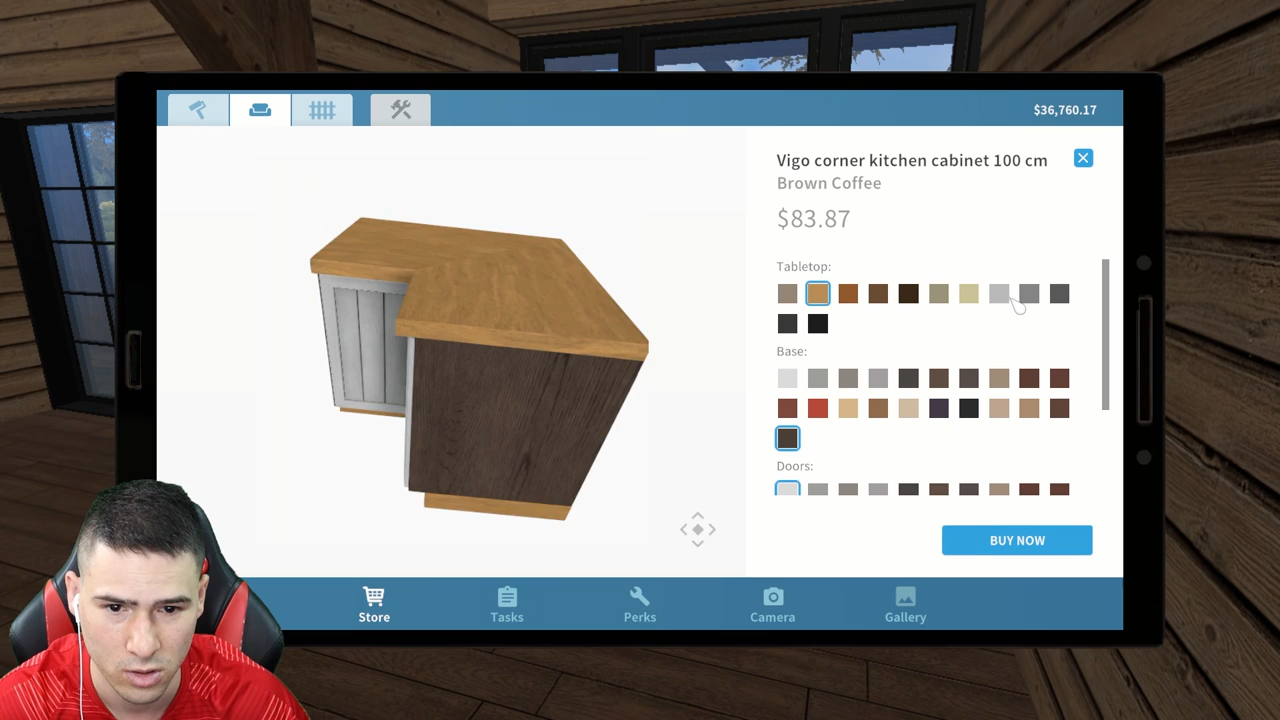 $36,760.17
Vigo corner kitchen cabinet 100 cm
Brown Coffee
$83.87
Tabletop:
Base:
Doors:
BUY NOW
Store
Tasks
Perks
Camera
Gallery